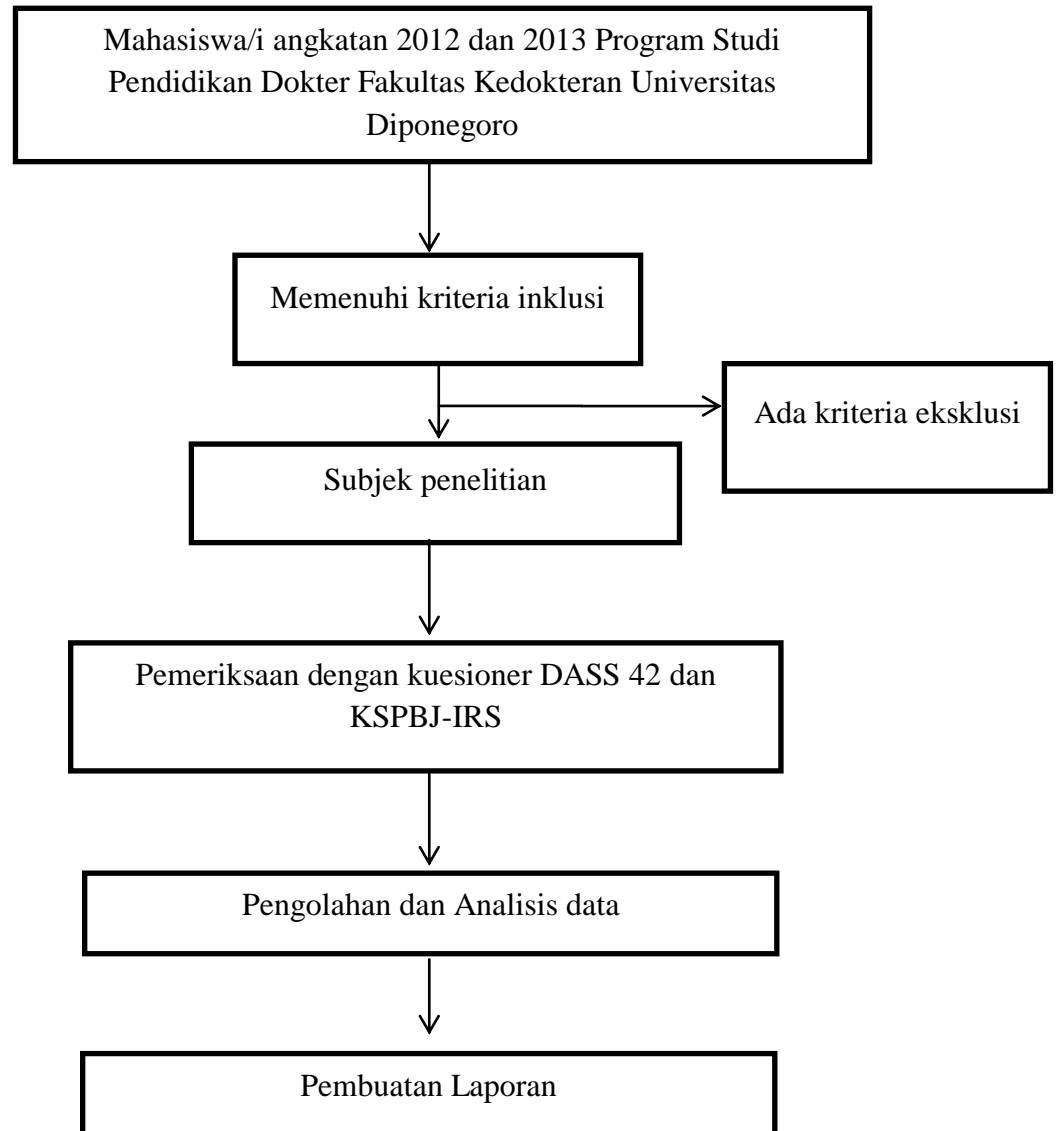 Mahasiswa/i angkatan 2012 dan 2013 Program Studi
Pendidikan Dokter Fakultas Kedokteran Universitas
Diponegoro
Memenuhi kriteria inklusi
Ada kriteria eksklusi
Subjek penelitian
Pemeriksaan dengan kuesioner DASS 42 dan
KSPBJ-IRS
Pengolahan dan Analisis data
Pembuatan Laporan